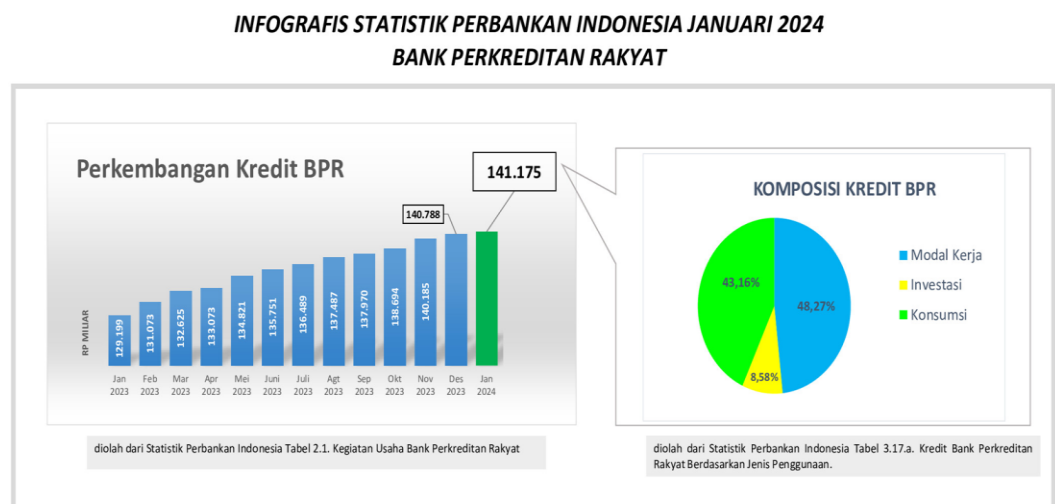 INFOGRAFIS STATISTIK PERBANKAN INDONESIA JANUARI 2024
BANK PERKREDITAN RAKYAT
Perkembangan Kredit BPR
141.175
140.788
RP MILIAR
129.199
131.073
132.625
133.073
134.821
135.751
136.489
137.487
137.970
138.694
140.185
Jan Feb Mar Apr Mei Juni Juli Agt Sep Okt Nov Des Jan
2023 2023 2023 2023 2023 2023 2023 2023 2023 2023 2023 2023 2024
diolah dari Statistik Perbankan Indonesia Tabel 2.1. Kegiatan Usaha Bank Perkreditan Rakyat
KOMPOSISI KREDIT BPR
43,16%
48,27%
8,58%
Modal Kerja
Investasi
Konsumsi
diolah dari Statistik Perbankan Indonesia Tabel 3.17.a. Kredit Bank Perkreditan
Rakyat Berdasarkan Jenis Penggunaan.